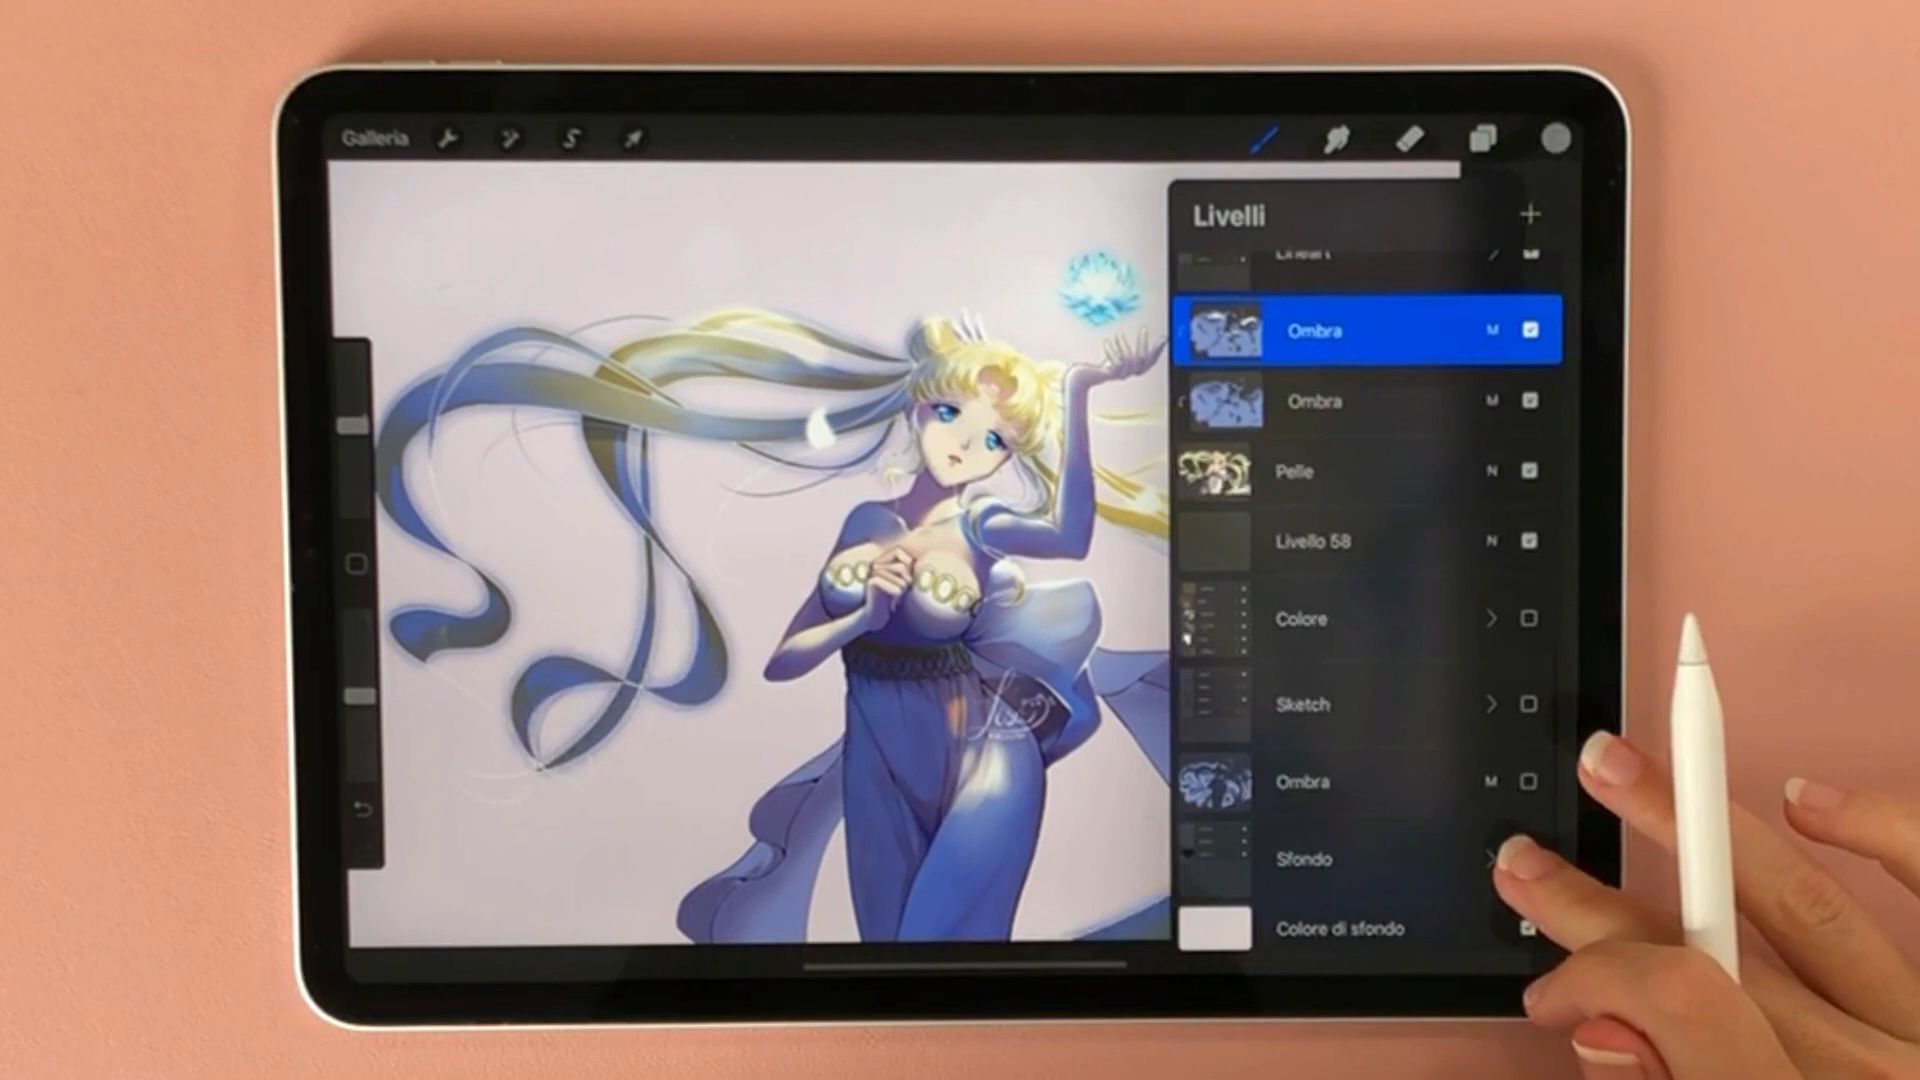 Galleria
Livelli
Ombra M
Ombra M
Pelle N
Livello 58 N
Colore
Sketch
Ombra M
Sfondo
Colore di sfondo